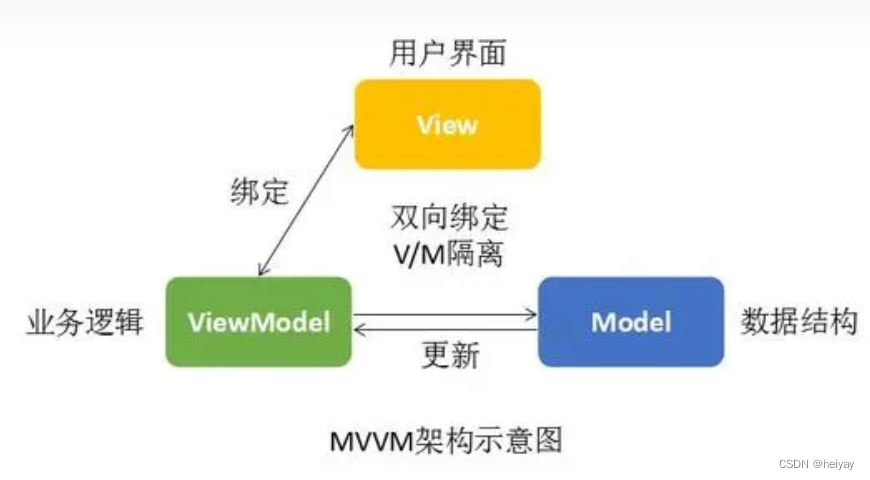 用户界面
View
绑定
双向绑定
V/M隔离
业务逻辑
ViewModel
Model
数据结构
更新
MVVM架构示意图
CSDN @heiyay